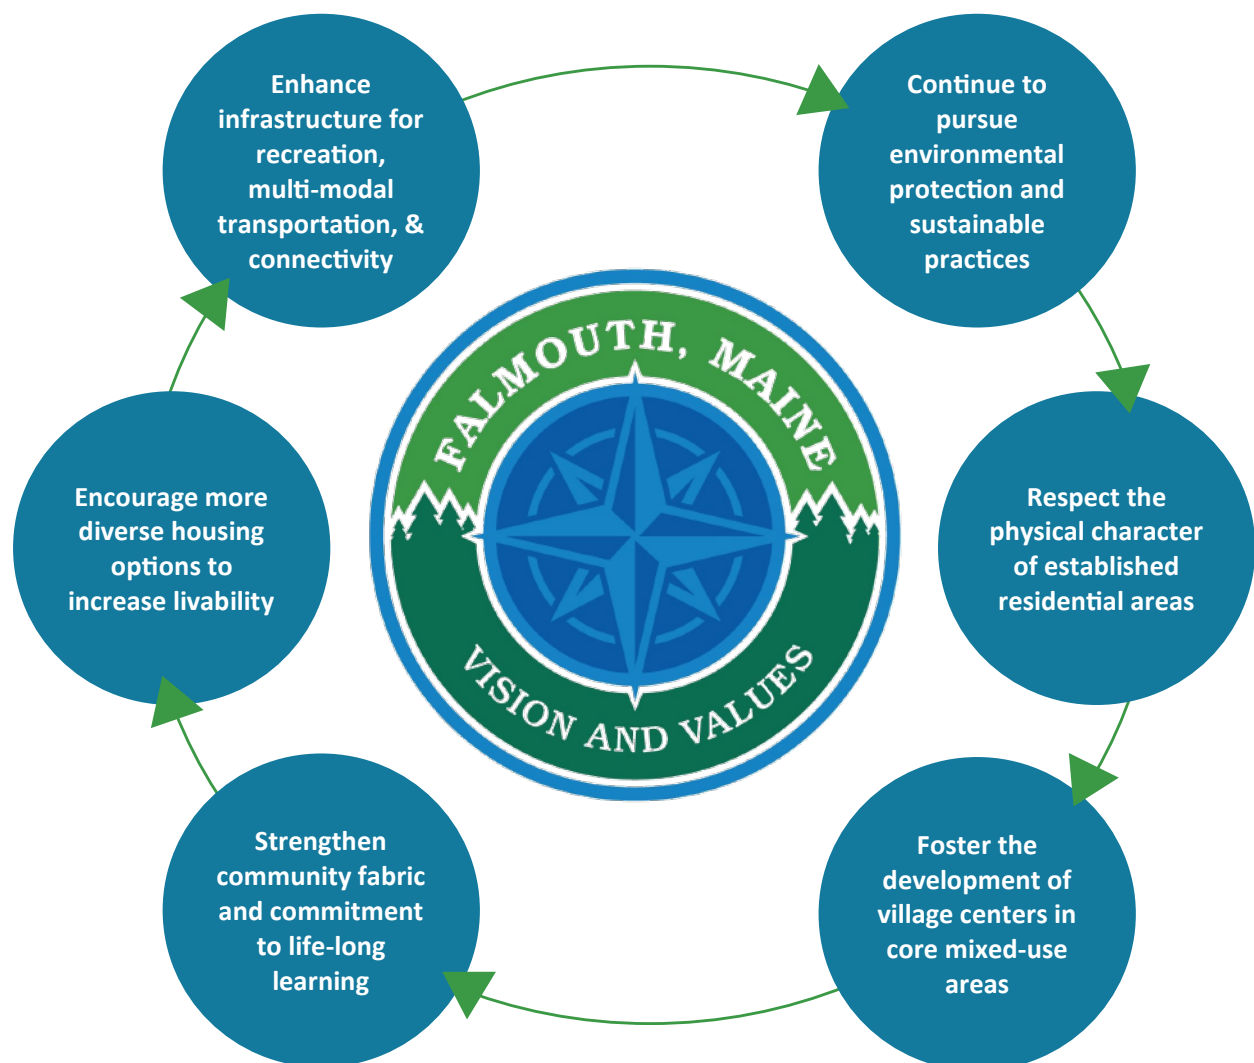 Enhance
infrastructure for
recreation,
multi-modal
transportation, &
connectivity
Continue to
pursue
environmental
protection and
sustainable
practices
Respect the
physical character
of established
residential areas
Foster the
development of
village centers in
core mixed-use
areas
Strengthen
community fabric
and commitment
to life-long
learning
Encourage more
diverse housing
options to
increase livability
FALMOUTH, MAINE
VISION AND VALUES